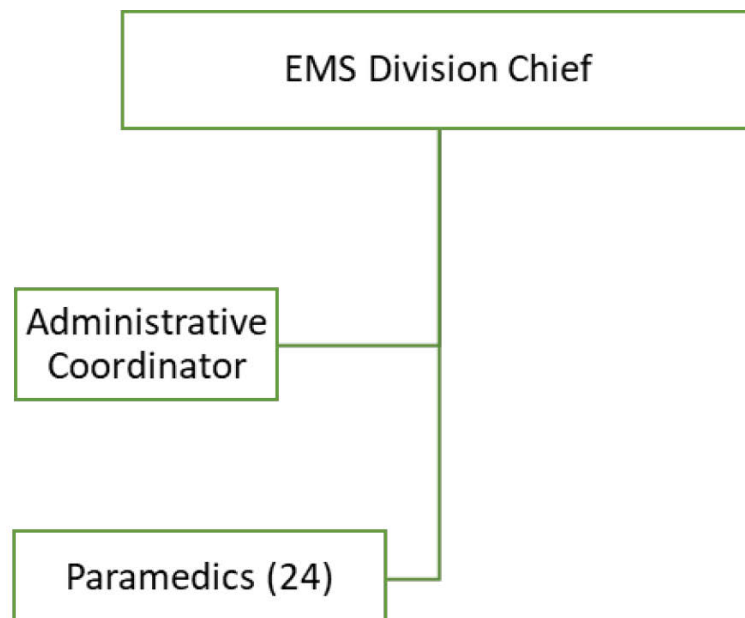 EMS Division Chief
Administrative
Coordinator
Paramedics (24)